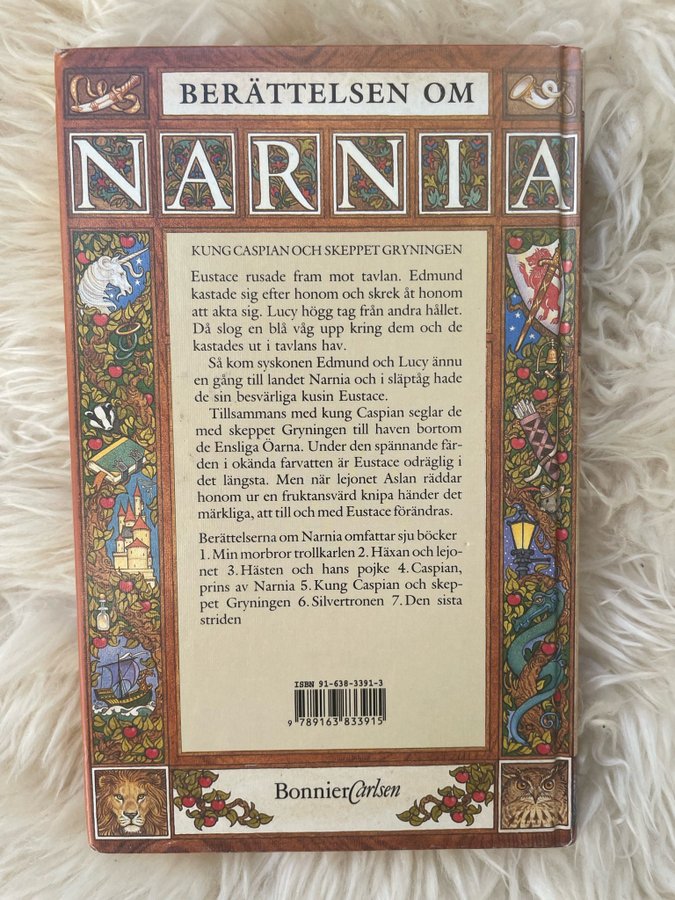 BERÄTTELSEN OM
NARNIA
KUNG CASPIAN OCH SKEPPET GRYNINGEN
Eustace rusade fram mot tavlan. Edmund
kastade sig efter honom och skrek åt honom
att akta sig. Lucy högg tag från andra hållet.
Då slog en blå våg upp kring dem och de
kastades ut i tavlans hav.
Så kom syskonen Edmund och Lucy ännu
en gång till landet Narnia och i släptåg hade
de sin besvärliga kusin Eustace.
Tillsammans med kung Caspian seglar de
med skeppet Gryningen till haven bortom
de Ensliga Öarna. Under den spännande fär-
den i okända farvatten är Eustace odräglig i
det längsta. Men när lejonet Aslan räddar
honom ur en fruktansvärd knipa händer det
märkliga, att till och med Eustace förändras.
Berättelserna om Narnia omfattar sju böcker
1. Min morbror trollkarlen 2. Häxan och lejo-
net 3. Hästen och hans pojke 4. Caspian,
prins av Narnia 5. Kung Caspian och skep-
pet Gryningen 6. Silvertronen 7. Den sista
striden
ISBN 91-638-3391-3
9 789163 833915
BonnierCarlsen